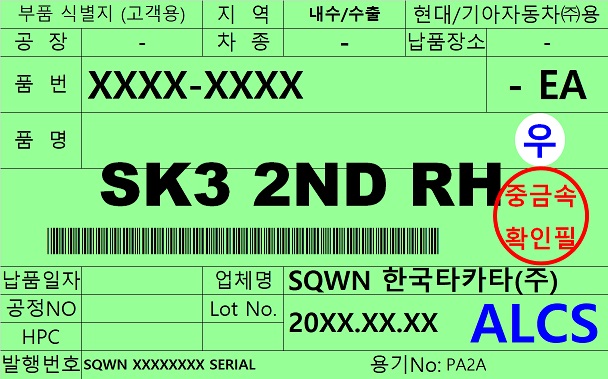 부품 식별지 (고객용) 지 역 내수/수출 현대/기아자동차㈜용
공 장 - 차 종 - 납품장소 -
품 번 XXXX-XXXX - EA
품 명 우
SK3 2ND RH
중금속
확인필
납품일자 업체명 SQWN 한국타카타(주)
공정NO Lot No. 20XX.XX.XX ALCS
HPC
발행번호 SQWN XXXXXXXX SERIAL 용기No: PA2A